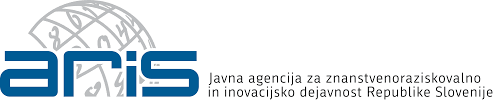 aris
Javna agencija za znanstvenoraziskovalno
in inovacijsko dejavnost Republike Slovenije